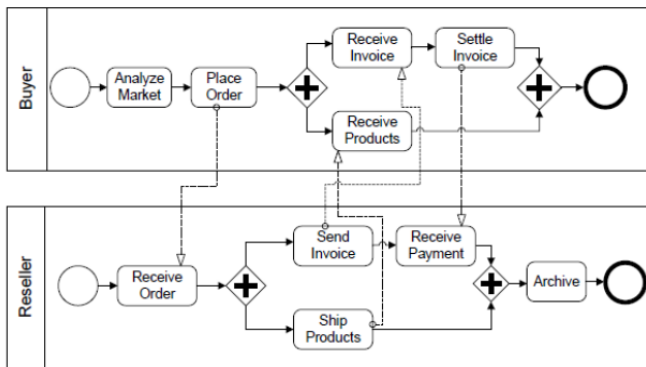 Buyer
Analyze
Market
Place
Order
Receive
Invoice
Settle
Invoice
Receive
Products
Reseller
Receive
Order
Send
Invoice
Receive
Payment
Ship
Products
Archive